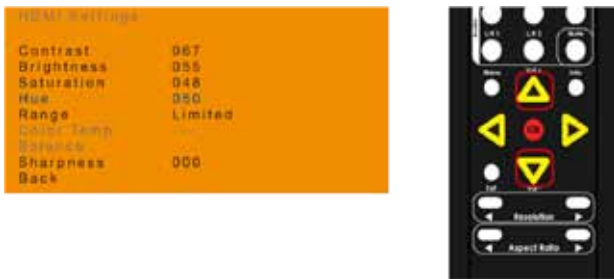 HDMI Settings
Contrast 067
Brightness 055
Saturation 048
Hue 050
Range Limited
Color Temp
Balance
Sharpness 000
Back
Menu
Info
Exit
Resolution
Aspect Ratio